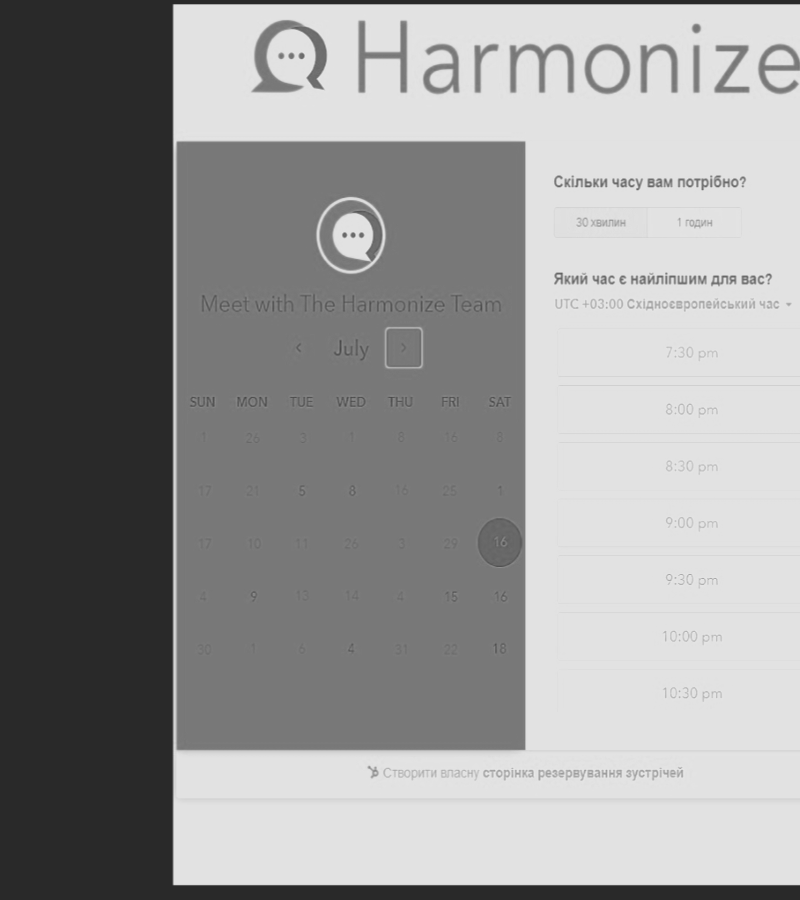 Harmonize
Meet with The Harmonize Team
July
SUN MON TUE WED THU FRI SAT
1 26 3 1 8 16 8
17 21 5 8 16 25 1
17 10 11 26 3 29 16
4 9 13 14 4 15 16
30 1 6 4 31 22 18
Скільки часу вам потрібно?
30 хвилин 1 годин
Який час є найліпшим для вас?
UTC +03:00 Східноєвропейський час
7:30 pm
8:00 pm
8:30 pm
9:00 pm
9:30 pm
10:00 pm
10:30 pm
Створити власну сторінка резервування зустрічей